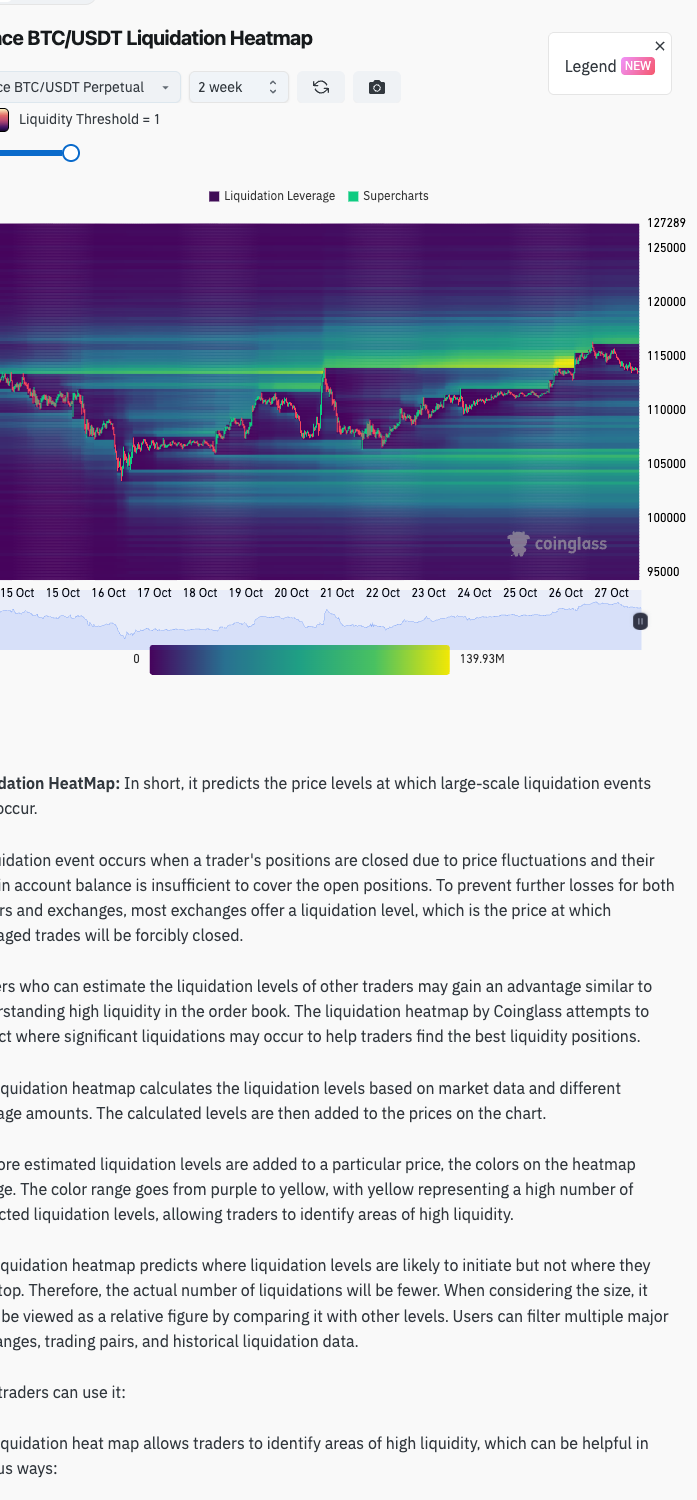 nce BTC/USDT Liquidation Heatmap
Legend NEW
ce BTC/USDT Perpetual
2 week
Liquidity Threshold = 1
Liquidation Leverage
Supercharts
127289
125000
120000
115000
110000
105000
100000
95000
coinglass
15 Oct 15 Oct 16 Oct 17 Oct 18 Oct 19 Oct 20 Oct 21 Oct 22 Oct 23 Oct 24 Oct 25 Oct 26 Oct 27 Oct
0
139.93M
dation HeatMap: In short, it predicts the price levels at which large-scale liquidation events
occur.
uidation event occurs when a trader's positions are closed due to price fluctuations and their
in account balance is insufficient to cover the open positions. To prevent further losses for both
rs and exchanges, most exchanges offer a liquidation level, which is the price at which
aged trades will be forcibly closed.
ers who can estimate the liquidation levels of other traders may gain an advantage similar to
rstanding high liquidity in the order book. The liquidation heatmap by Coinglass attempts to
ct where significant liquidations may occur to help traders find the best liquidity positions.
quidation heatmap calculates the liquidation levels based on market data and different
age amounts. The calculated levels are then added to the prices on the chart.
ore estimated liquidation levels are added to a particular price, the colors on the heatmap
ge. The color range goes from purple to yellow, with yellow representing a high number of
cted liquidation levels, allowing traders to identify areas of high liquidity.
quidation heatmap predicts where liquidation levels are likely to initiate but not where they
top. Therefore, the actual number of liquidations will be fewer. When considering the size, it
be viewed as a relative figure by comparing it with other levels. Users can filter multiple major
anges, trading pairs, and historical liquidation data.
traders can use it:
quidation heat map allows traders to identify areas of high liquidity, which can be helpful in
us ways: